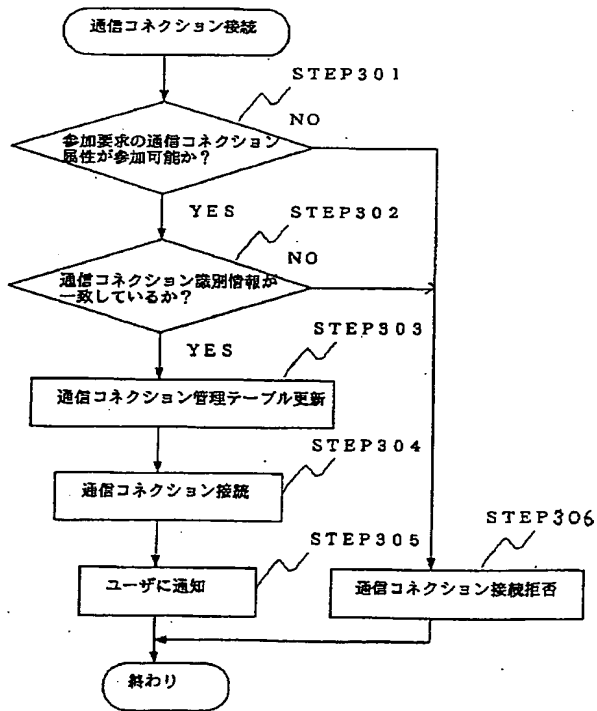 通信コネクション接続
STEP301
参加要求の通信コネクション
属性が参加可能か？
NO
YES
STEP302
通信コネクション識別情報が
一致しているか？
NO
YES
STEP303
通信コネクション管理テーブル更新
STEP304
通信コネクション接続
STEP305
ユーザに通知
STEP306
通信コネクション接続拒否
終わり